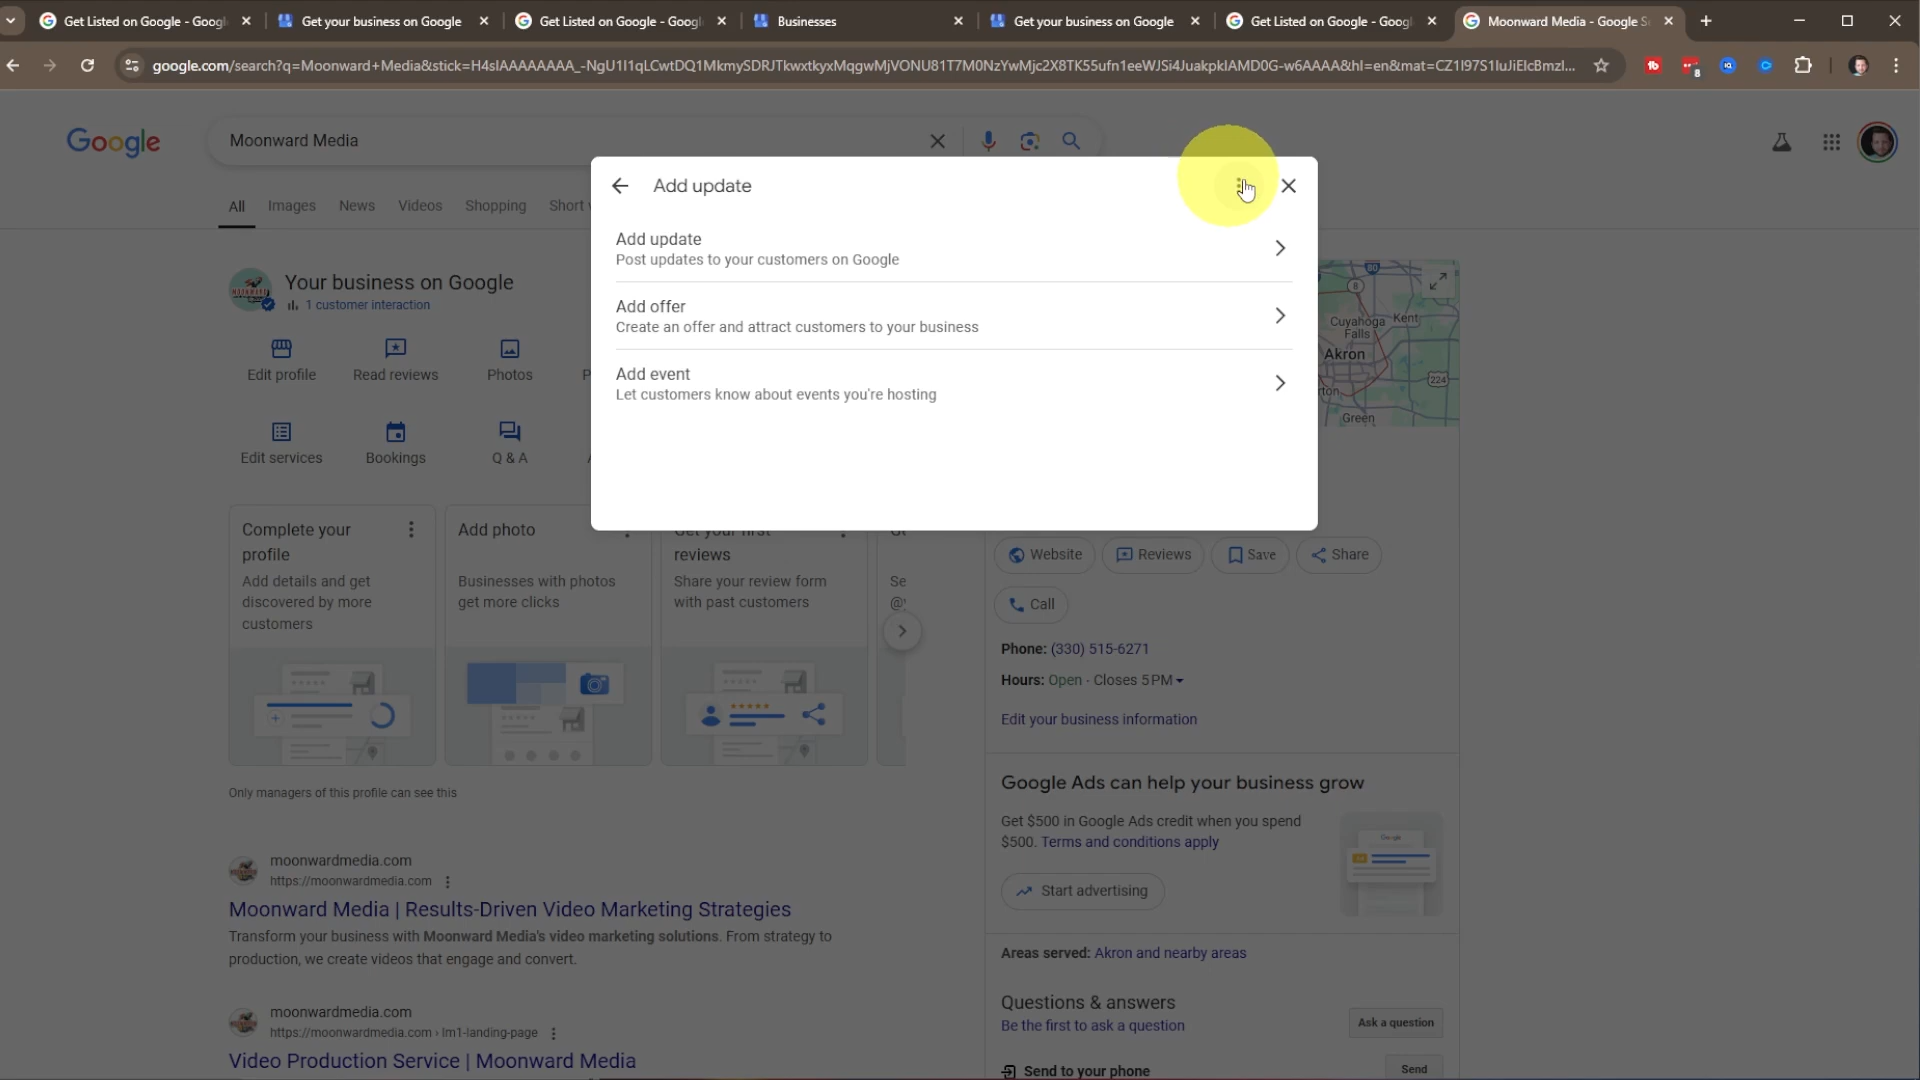 Get Listed on Google - Googl
Get your business on Google
Get Listed on Google - Googl
Businesses
Get your business on Google
Get Listed on Google - Googl
Moonward Media - Google S
google.com/search?q=Moonward+Media&stick=
8
Google
Moonward Media
Add update
All
Images
News
Videos
Shopping
Short
Add update
Post updates to your customers on Google
Your business on Google
1 customer interaction
Add offer
Create an offer and attract customers to your business
Cuyahoga Falls
Kent
Akron
Edit profile
Read reviews
Photos
Add event
Let customers know about events you're hosting
224
Green
Edit services
Bookings
Q & A
Complete your profile
Add details and get discovered by more customers
Add photo
Businesses with photos get more clicks
Get your first reviews
Share your review form with past customers
Website
Reviews
Save
Share
Call
Phone: (330) 515-6271
Hours: Open · Closes 5 PM
Edit your business information
Only managers of this profile can see this
Google Ads can help your business grow
Get $500 in Google Ads credit when you spend
$500. Terms and conditions apply
Start advertising
moonwardmedia.com
https://moonwardmedia.com
Moonward Media | Results-Driven Video Marketing Strategies
Transform your business with Moonward Media's video marketing solutions. From strategy to
production, we create videos that engage and convert.
Areas served: Akron and nearby areas
Questions & answers
Be the first to ask a question
Ask a question
moonwardmedia.com
https://moonwardmedia.com › lm1-landing-page
Video Production Service | Moonward Media
Send to your phone
Send